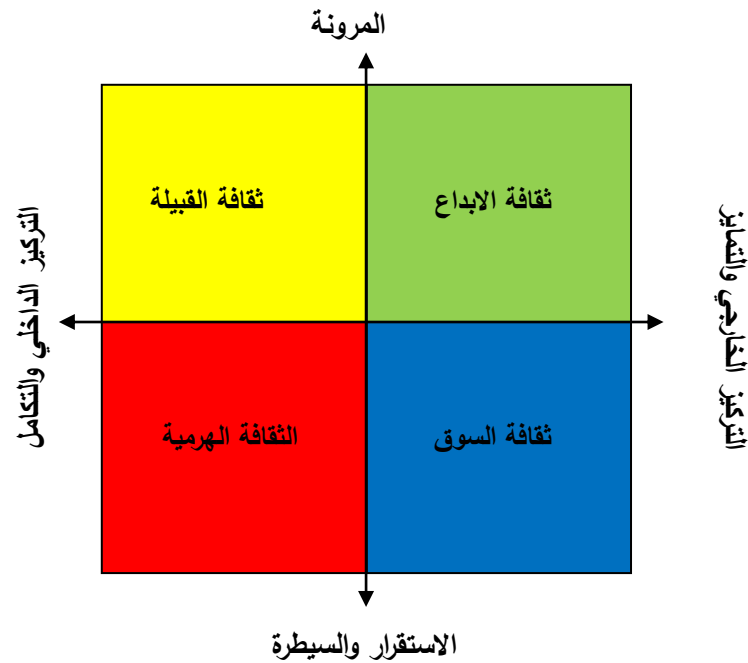 المرونة
ثقافة الابداع
ثقافة القبيلة
التركيز الخارجي والتمايز
التركيز الداخلي والتكامل
ثقافة السوق
الثقافة الهرمية
الاستقرار والسيطرة